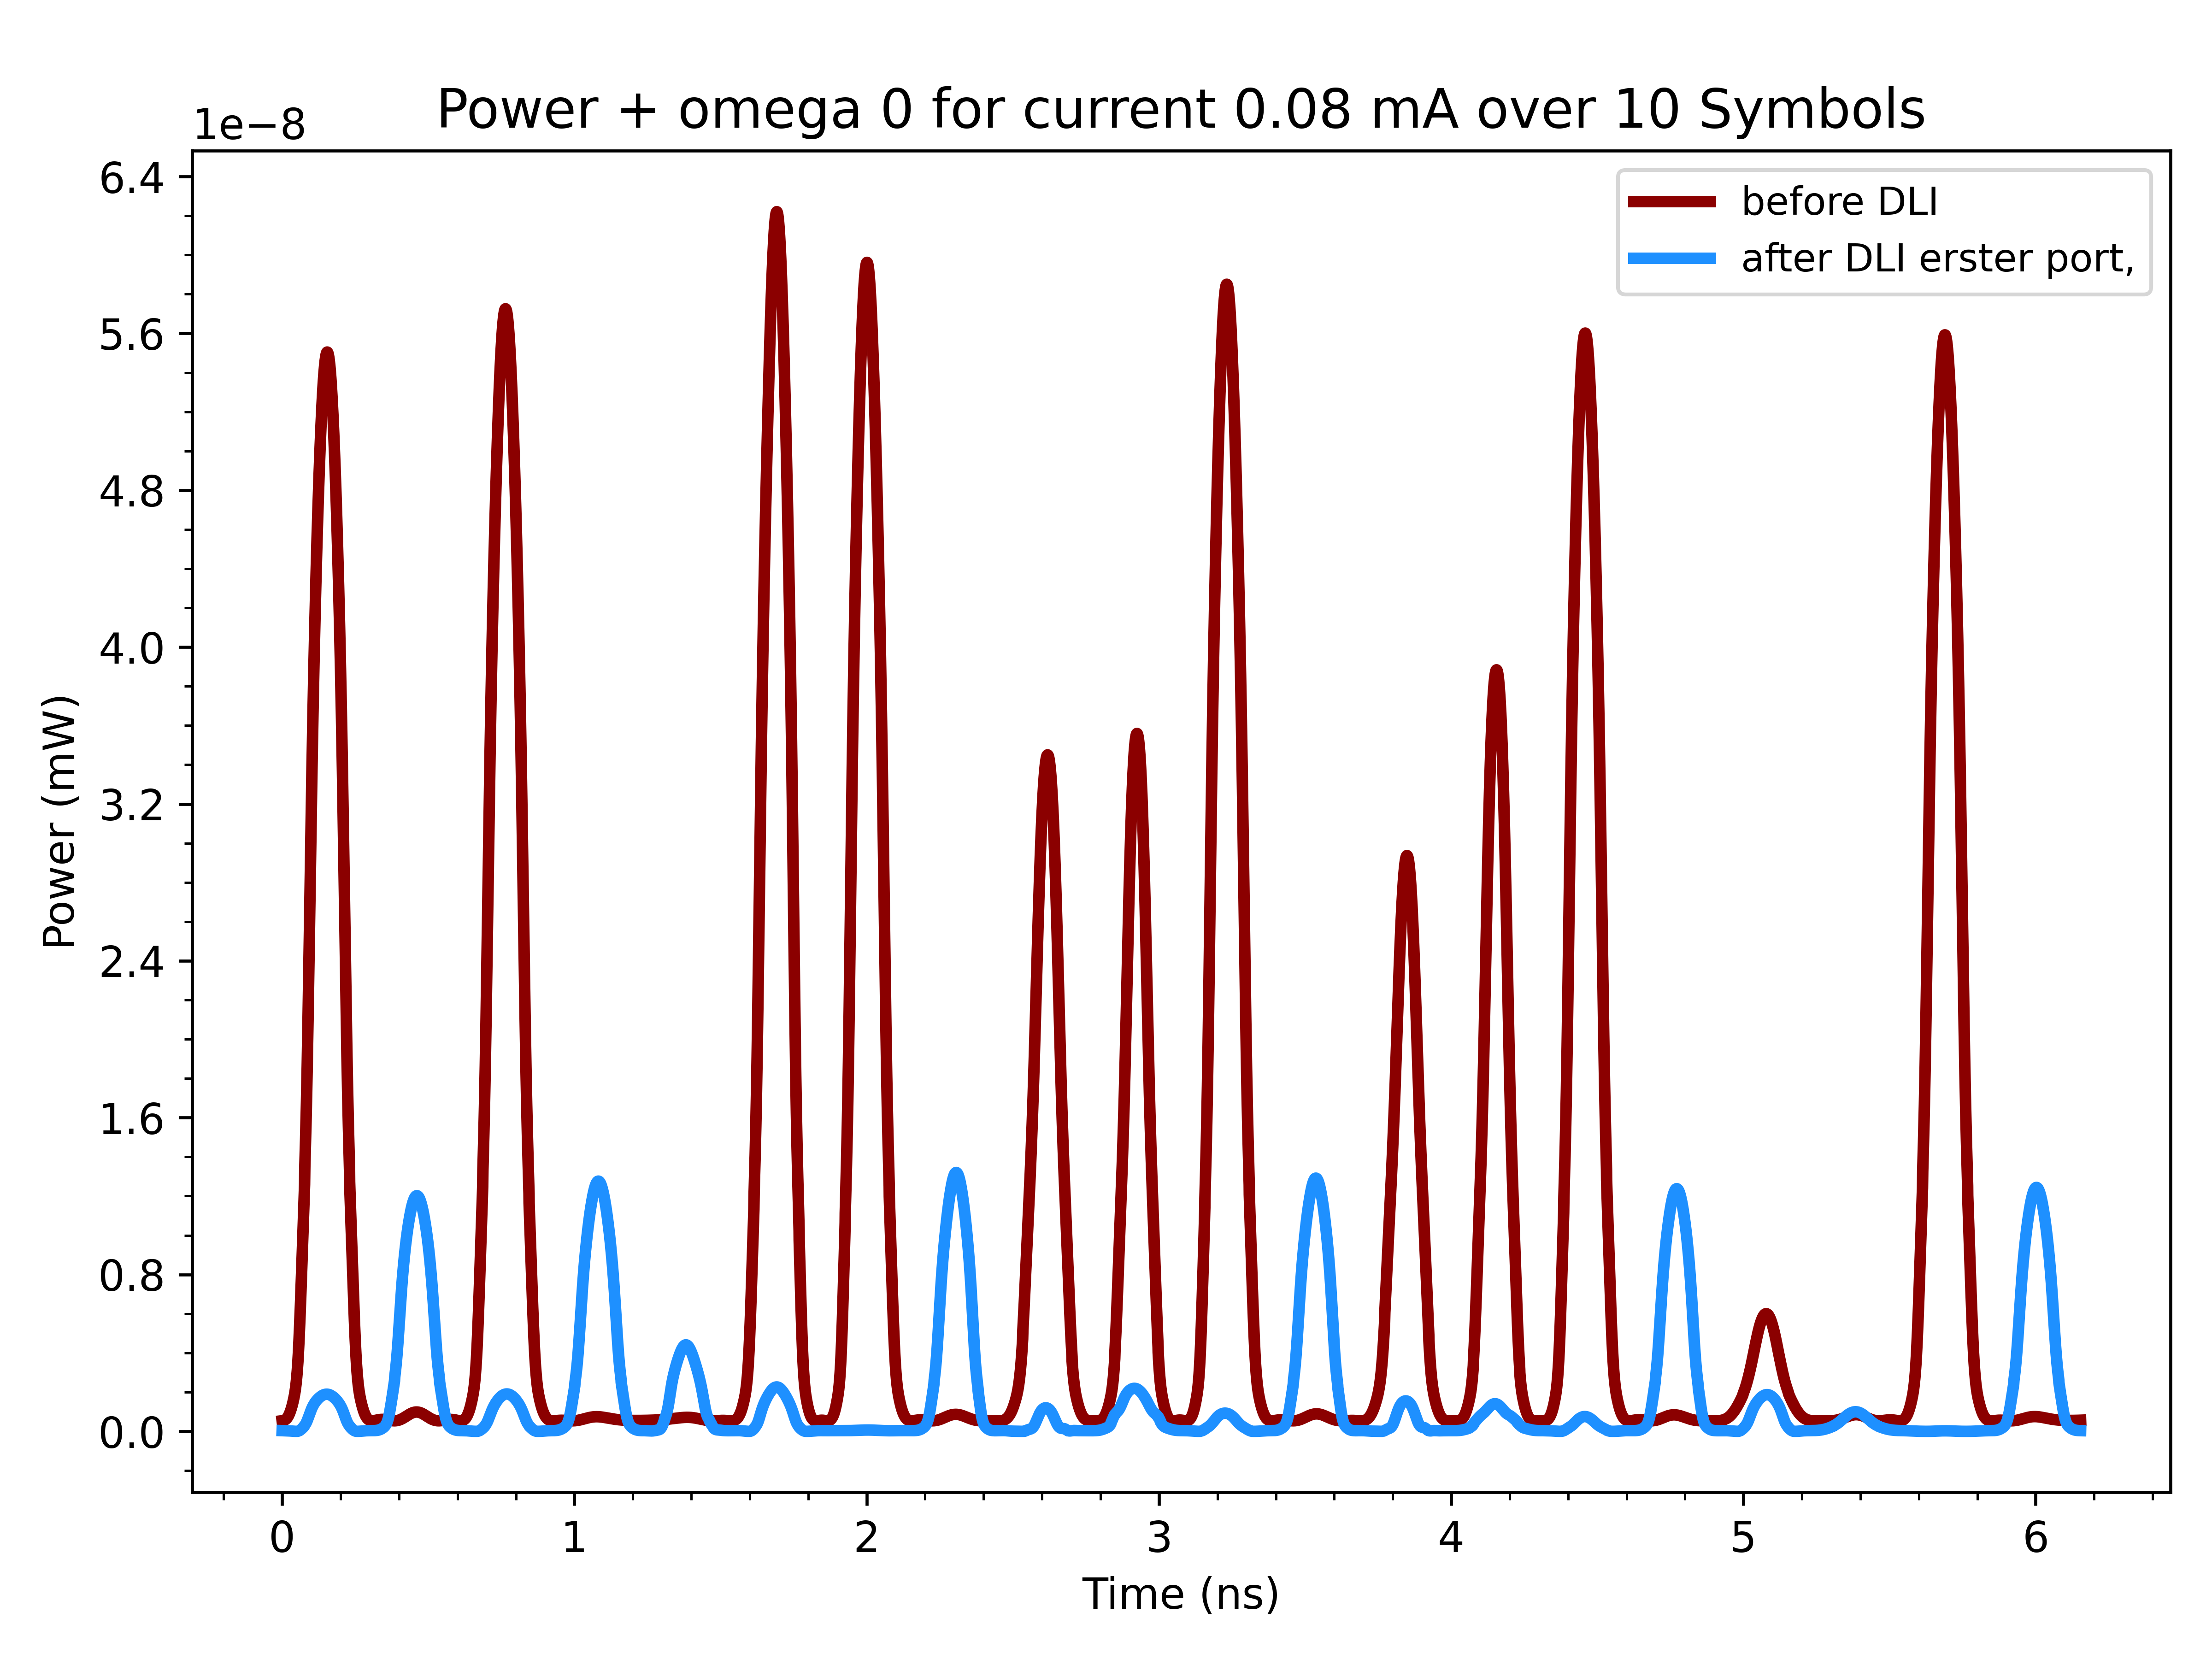 Power + omega 0 for current 0.08 mA over 10 Symbols
1e−8
before DLI
after DLI erster port,
6.4
5.6
4.8
4.0
3.2
2.4
1.6
0.8
0.0
Power (mW)
0 1 2 3 4 5 6
Time (ns)